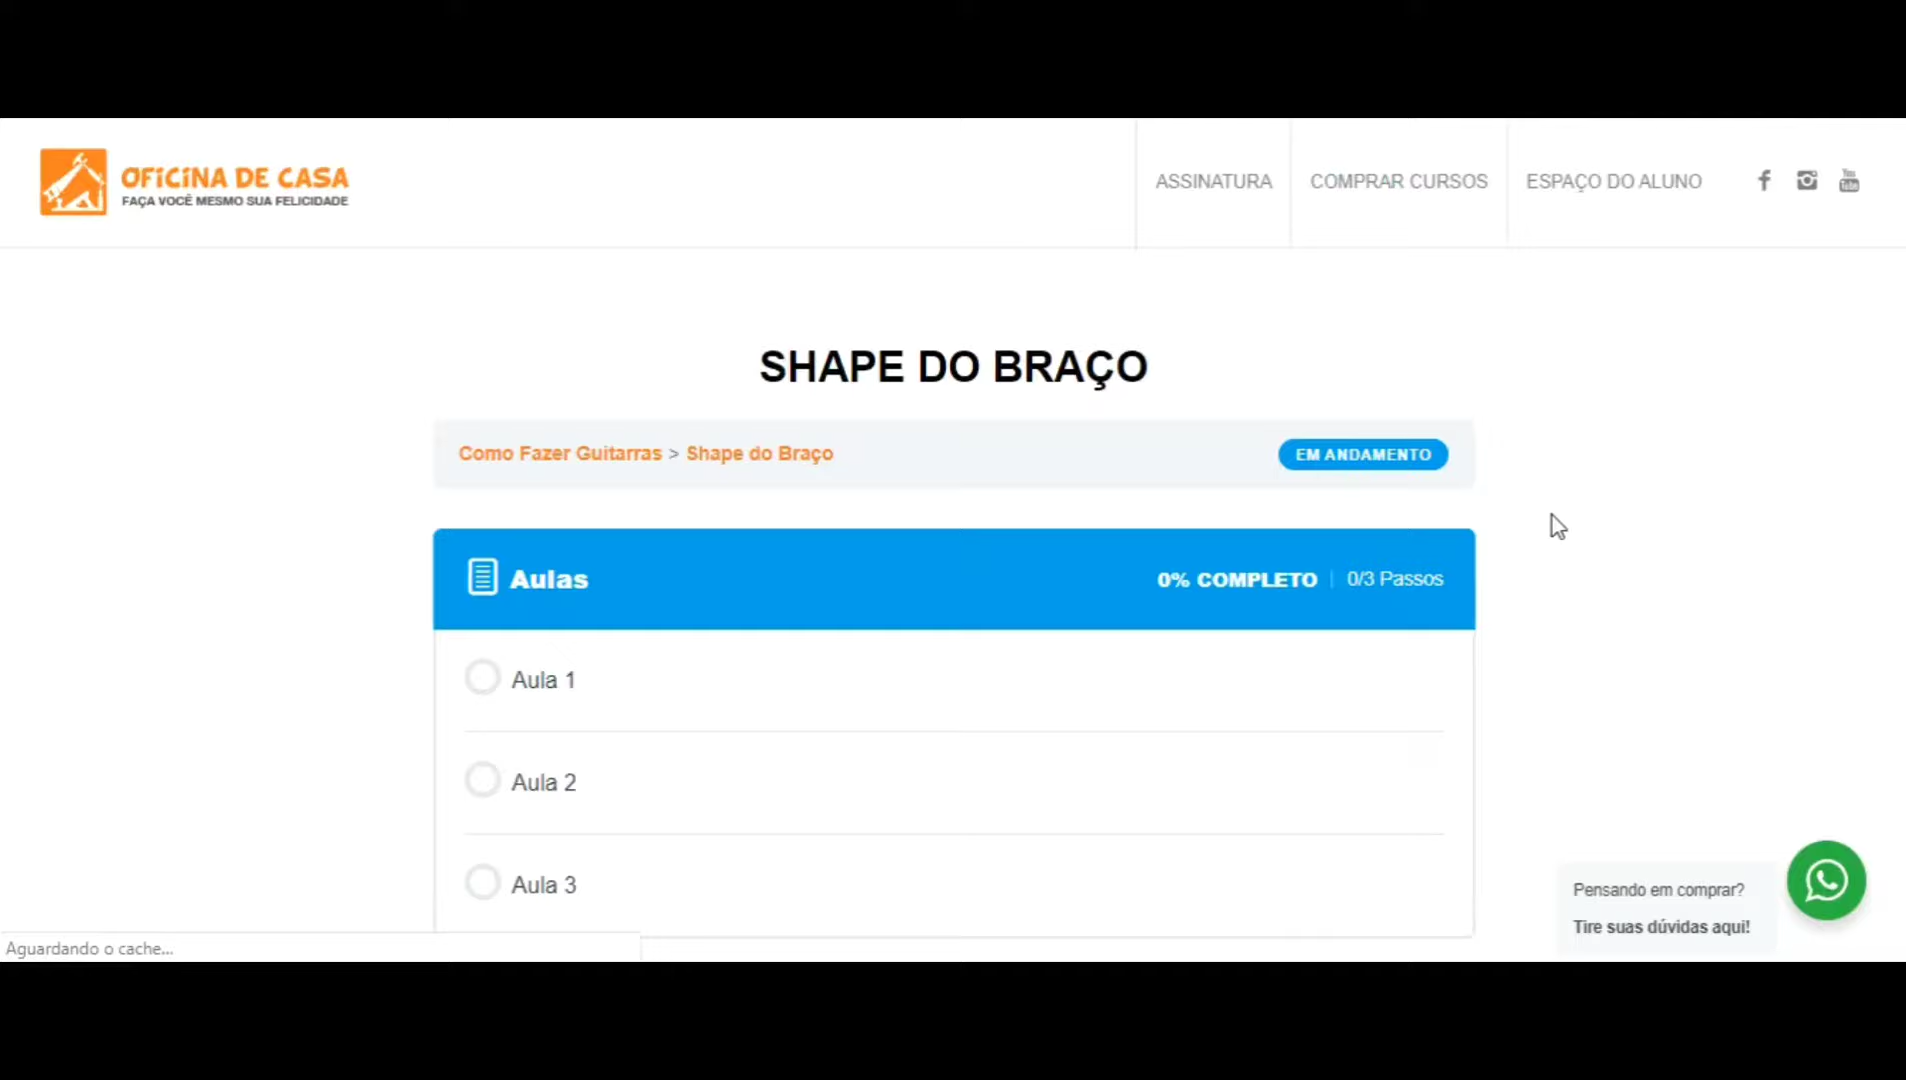 OFICINA DE CASA
FAÇA VOCÊ MESMO SUA FELICIDADE
ASSINATURA
COMPRAR CURSOS
ESPAÇO DO ALUNO
You
Tube
SHAPE DO BRAÇO
Como Fazer Guitarras > Shape do Braço
EM ANDAMENTO
Aulas
0% COMPLETO
0/3 Passos
Aula 1
Aula 2
Aula 3
Pensando em comprar?
Tire suas dúvidas aqui!
Aguardando o cache...